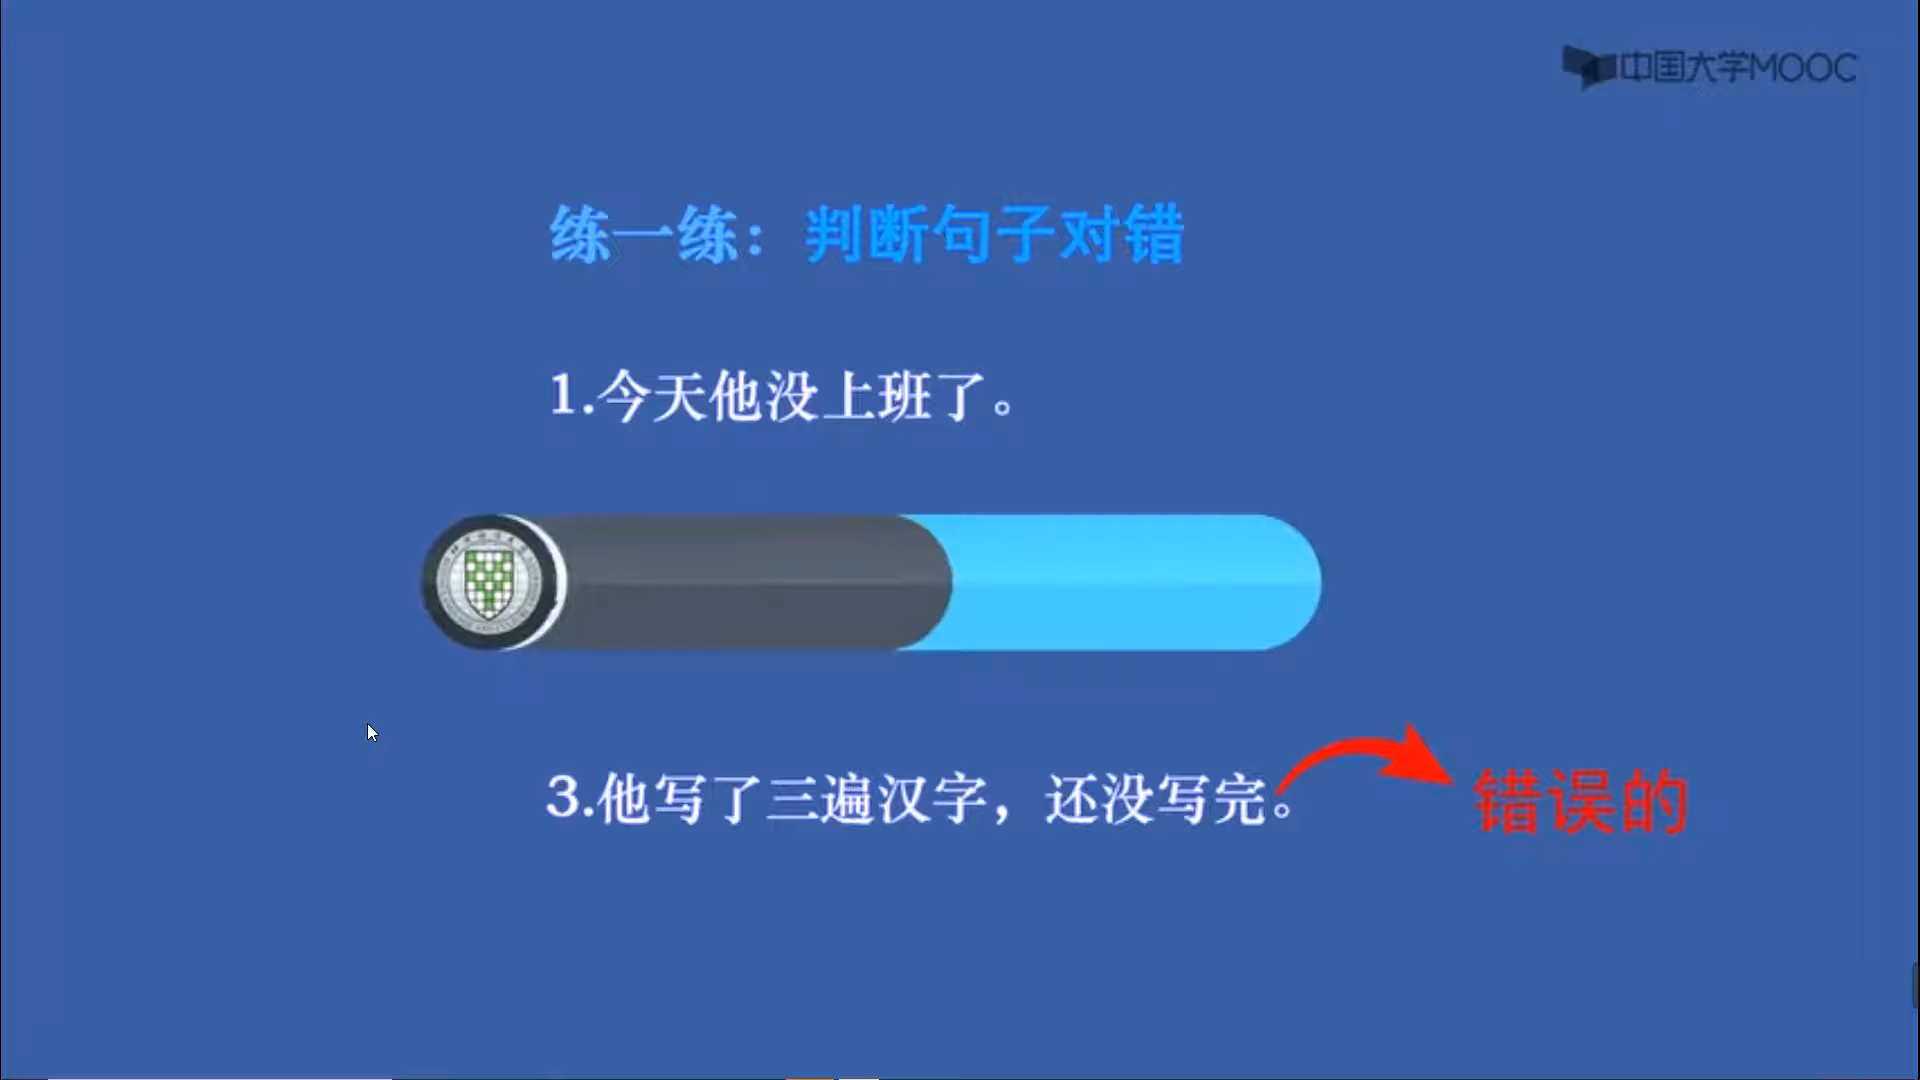 中国大学MOOC
练一练：判断句子对错
1.今天他没上班了。
3.他写了三遍汉字，还没写完。
错误的